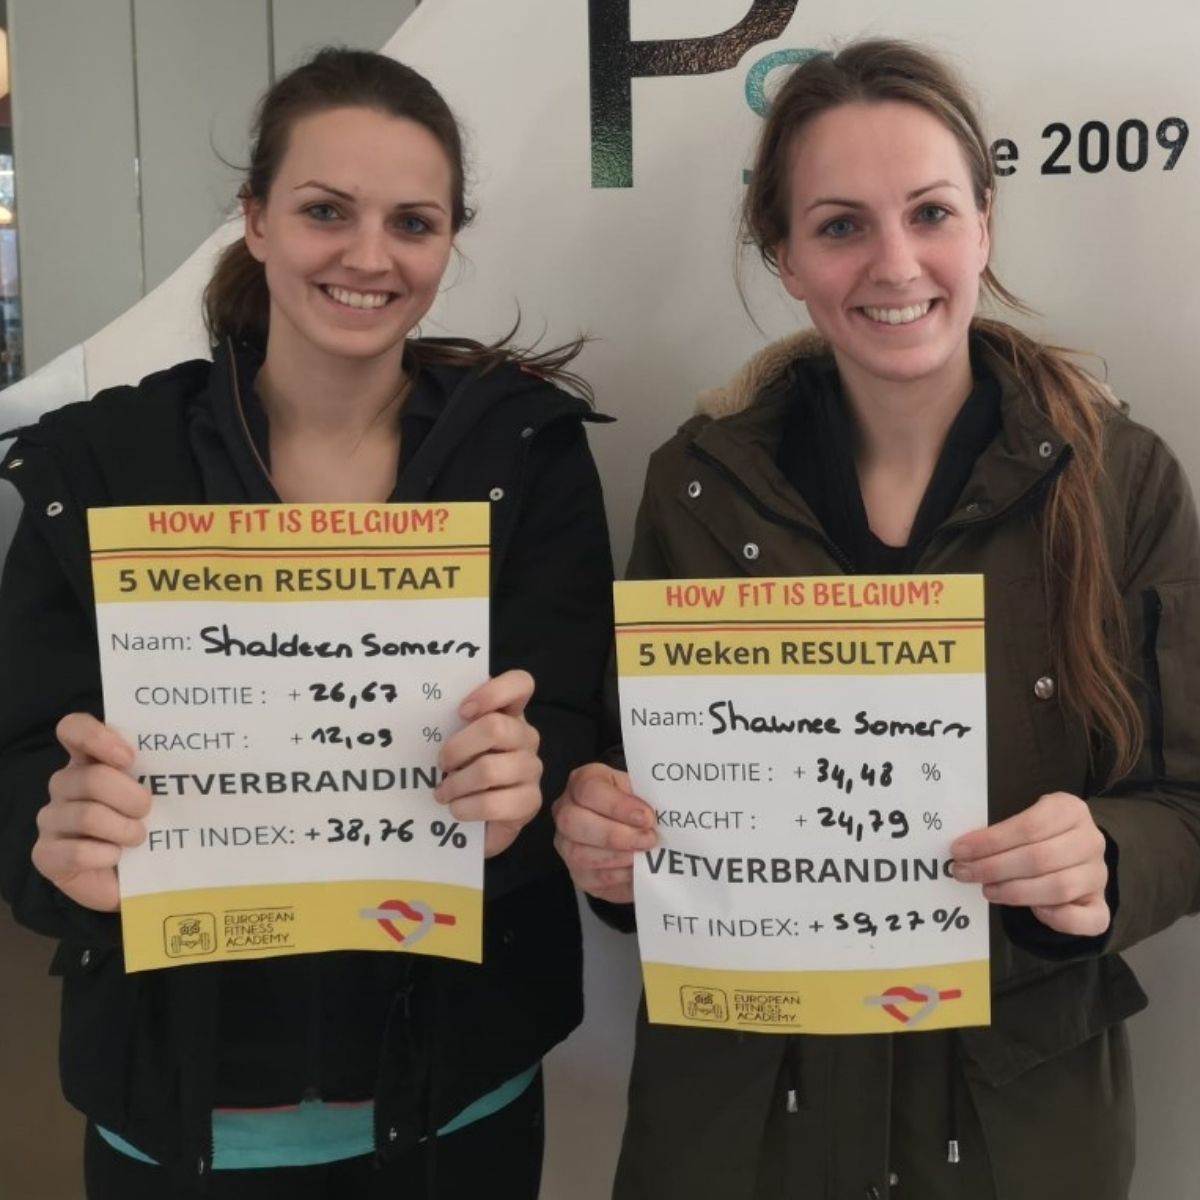 Ps
e 2009
HOW FIT IS BELGIUM?
5 Weken RESULTAAT
Naam: Shaldeen Somers
CONDITIE : + 26,67 %
KRACHT : + 12,09 %
VETVERBRANDIN
FIT INDEX: + 38,76 %
EUROPEAN
FITNESS
ACADEMY
HOW FIT IS BELGIUM?
5 Weken RESULTAAT
Naam: Shawnee Somers
CONDITIE : + 34,48 %
KRACHT : + 24,79 %
VETVERBRANDING
FIT INDEX: + 59,27 %
EUROPEAN
FITNESS
ACADEMY